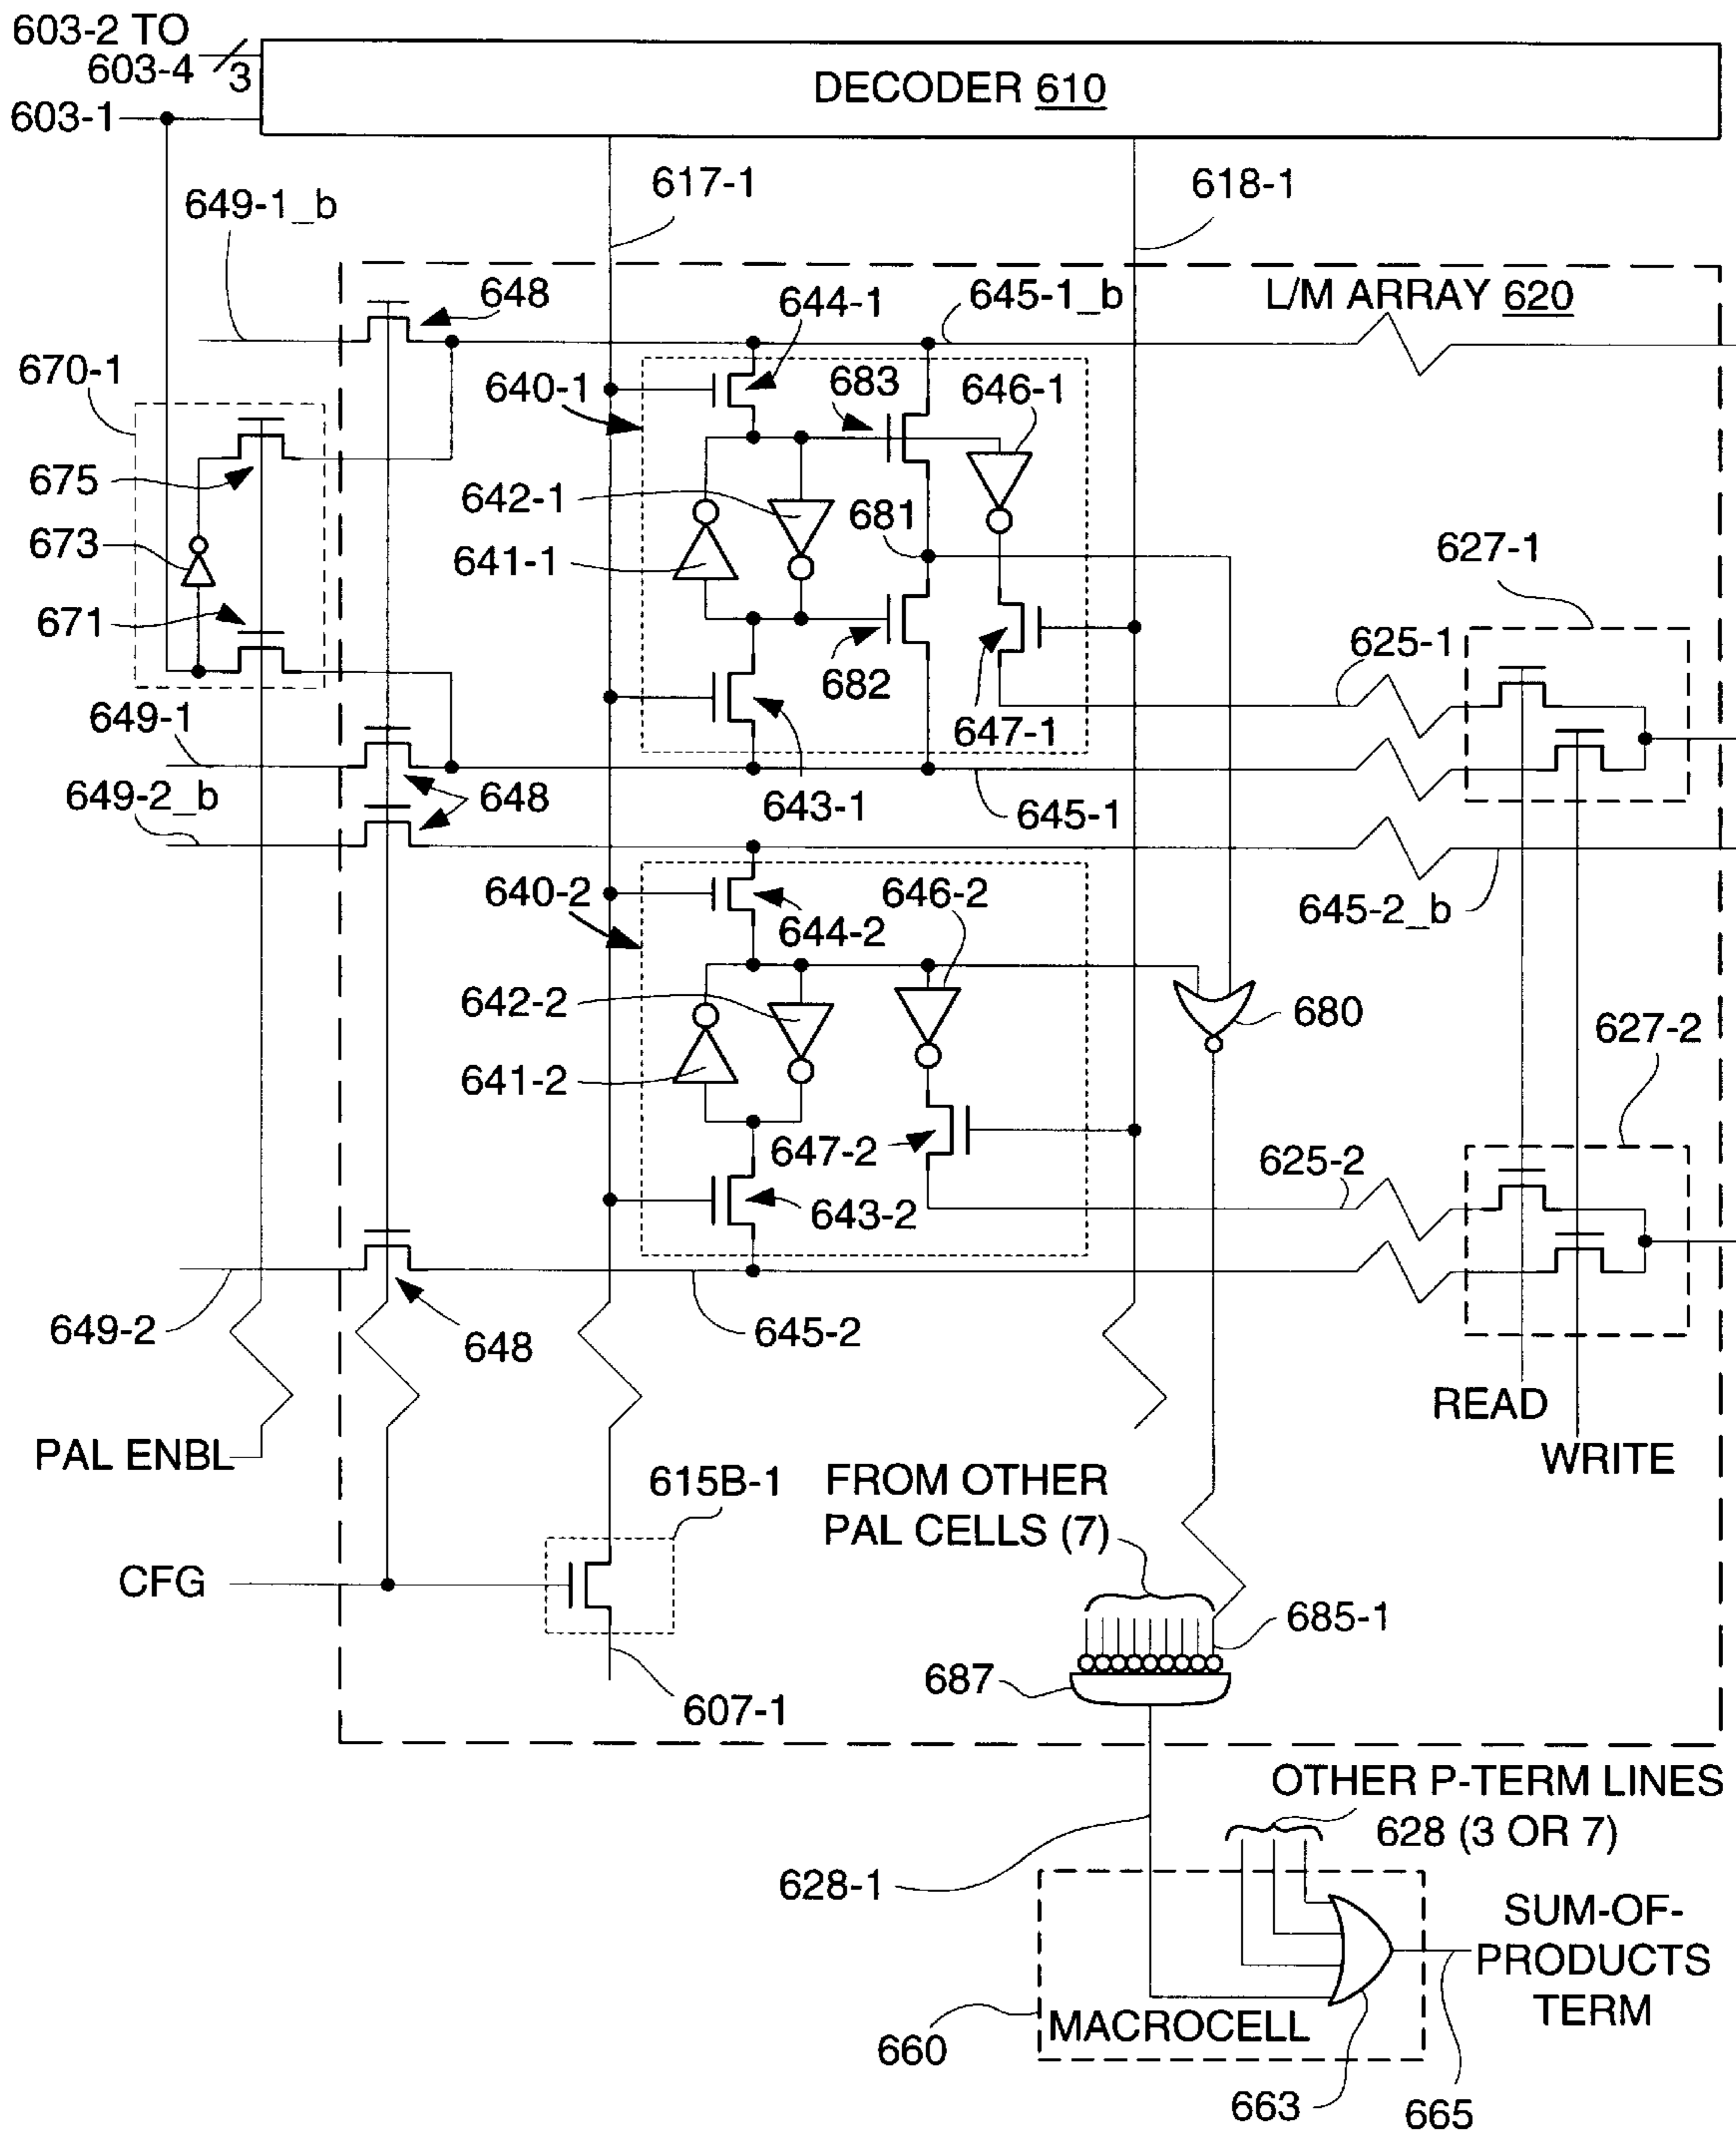 603-2 TO
603-4
3
603-1
DECODER 610
617-1
618-1
649-1_b
648
644-1
645-1_b
L/M ARRAY 620
670-1
640-1
683
646-1
675
642-1
681
673
641-1
627-1
671
682
625-1
649-1
647-1
649-2_b
648
643-1
645-1
640-2
646-2
644-2
645-2_b
642-2
680
627-2
641-2
647-2
625-2
643-2
649-2
648
645-2
READ
PAL ENBL
WRITE
615B-1
FROM OTHER
PAL CELLS (7)
CFG
685-1
687
607-1
OTHER P-TERM LINES
628 (3 OR 7)
628-1
SUM-OF-
PRODUCTS
TERM
MACROCELL
660
663
665